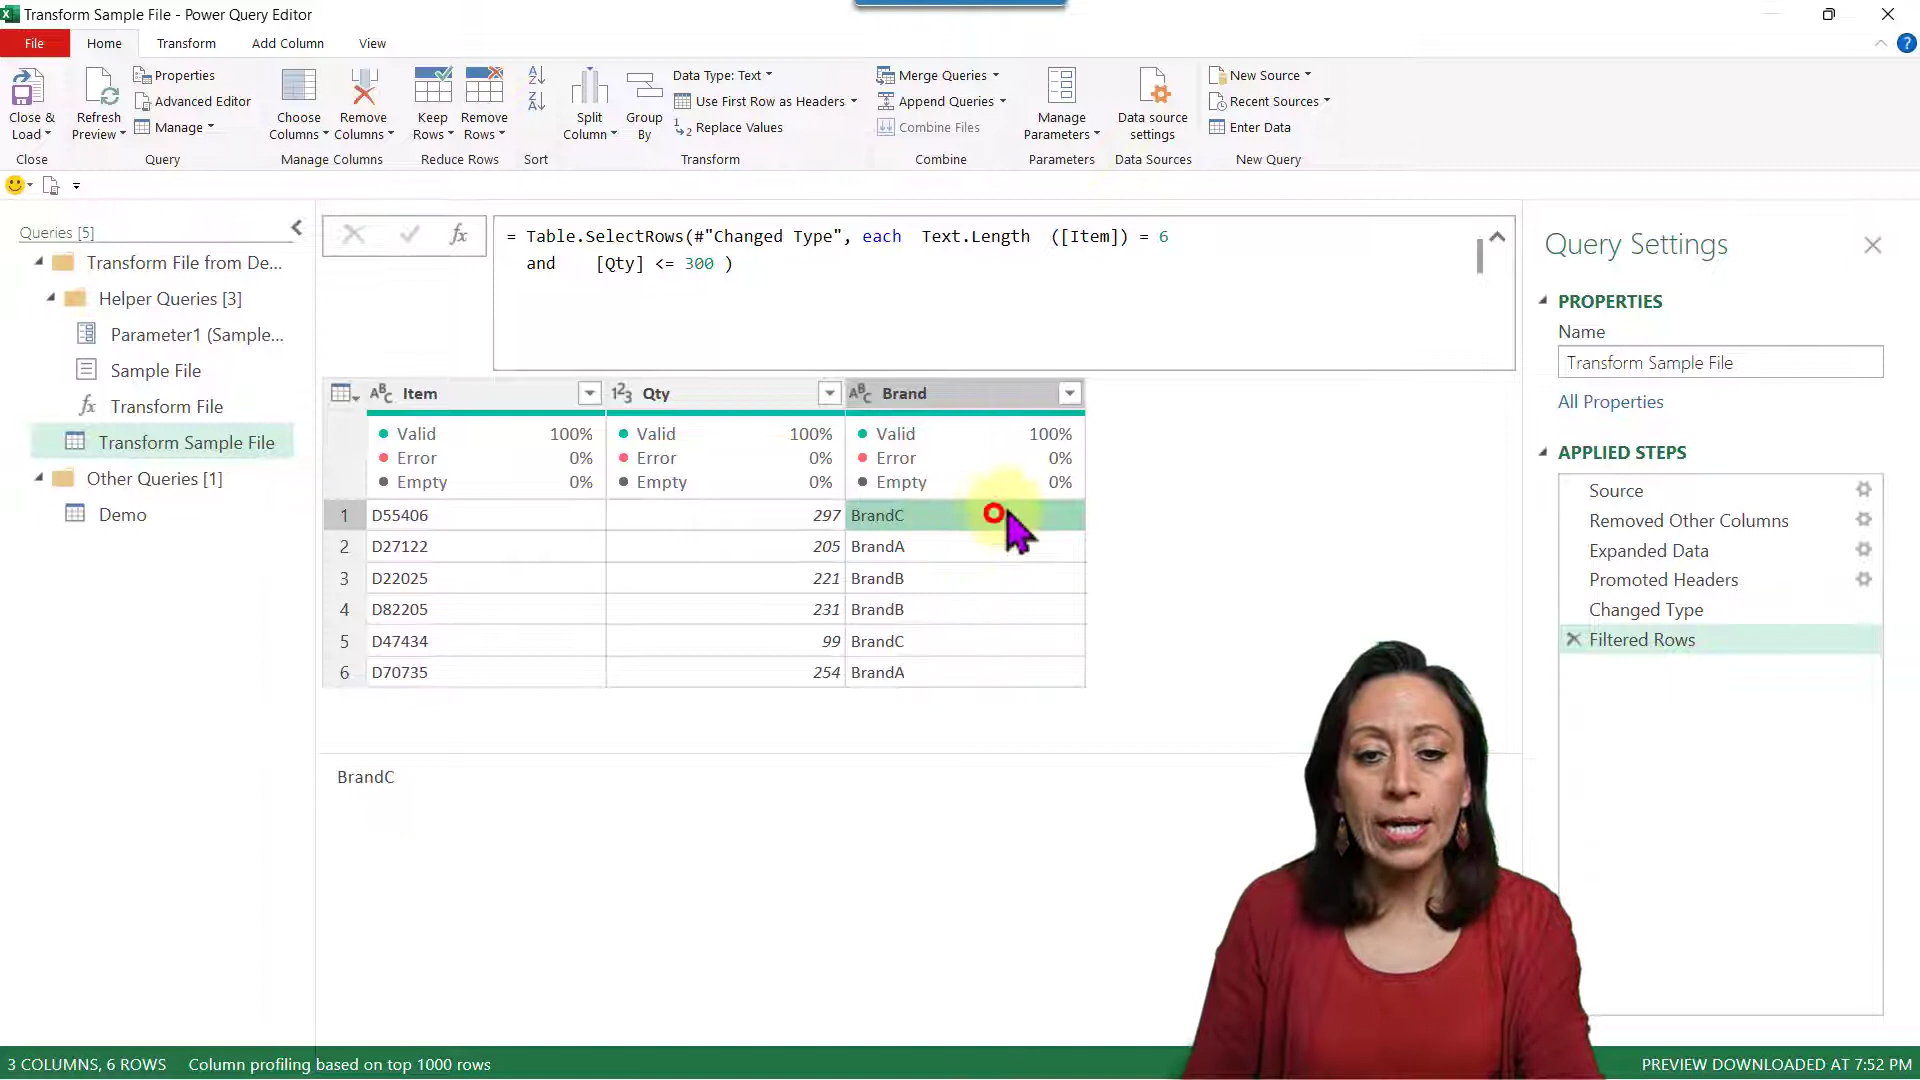 Transform Sample File - Power Query Editor
File
Home
Transform
Add Column
View
Close &
Load
Close
Refresh
Preview
Properties
Advanced Editor
Manage
Query
Choose
Columns
Remove
Columns
Manage Columns
Keep
Rows
Remove
Rows
Reduce Rows
Sort
Split
Column
Group
By
Data Type: Text
Use First Row as Headers
Replace Values
Transform
Merge Queries
Append Queries
Combine Files
Combine
Manage
Parameters
Parameters
Data source
settings
Data Sources
New Source
Recent Sources
Enter Data
New Query
Queries [5]
Transform File from De...
Helper Queries [3]
Parameter1 (Sample...
Sample File
Transform File
Transform Sample File
Other Queries [1]
Demo
= Table.SelectRows(#"Changed Type", each Text.Length ([Item]) = 6
and [Qty] <= 300 )
Item Qty Brand
Valid 100% Valid 100% Valid 100%
Error 0% Error 0% Error 0%
Empty 0% Empty 0% Empty 0%
1 D55406 297 BrandC
2 D27122 205 BrandA
3 D22025 221 BrandB
4 D82205 231 BrandB
5 D47434 99 BrandC
6 D70735 254 BrandA
BrandC
Query Settings
PROPERTIES
Name
Transform Sample File
All Properties
APPLIED STEPS
Source
Removed Other Columns
Expanded Data
Promoted Headers
Changed Type
Filtered Rows
3 COLUMNS, 6 ROWS Column profiling based on top 1000 rows
PREVIEW DOWNLOADED AT 7:52 PM